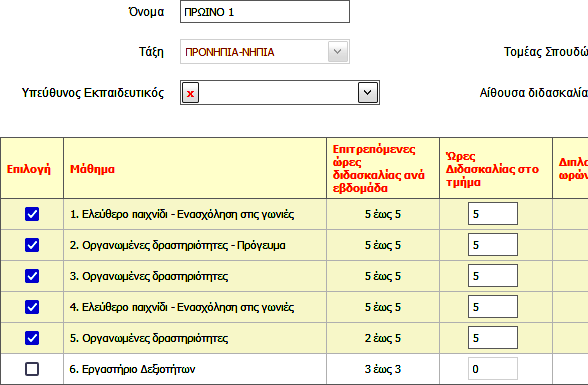 Όνομα ΠΡΩΙΝΟ 1
Τάξη ΠΡΟΝΗΠΙΑ-ΝΗΠΙΑ Τομέας Σπουδώ
Υπεύθυνος Εκπαιδευτικός x Αίθουσα διδασκαλία
Επιλογή Μάθημα Επιτρεπόμενες ώρες διδασκαλίας ανά εβδομάδα Ώρες Διδασκαλίας στο τμήμα Διπλο ωρών
1. Ελεύθερο παιχνίδι - Ενασχόληση στις γωνιές 5 έως 5 5
2. Οργανωμένες δραστηριότητες - Πρόγευμα 5 έως 5 5
3. Οργανωμένες δραστηριότητες 5 έως 5 5
4. Ελεύθερο παιχνίδι - Ενασχόληση στις γωνιές 5 έως 5 5
5. Οργανωμένες δραστηριότητες 2 έως 5 5
6. Εργαστήριο Δεξιοτήτων 3 έως 3 0